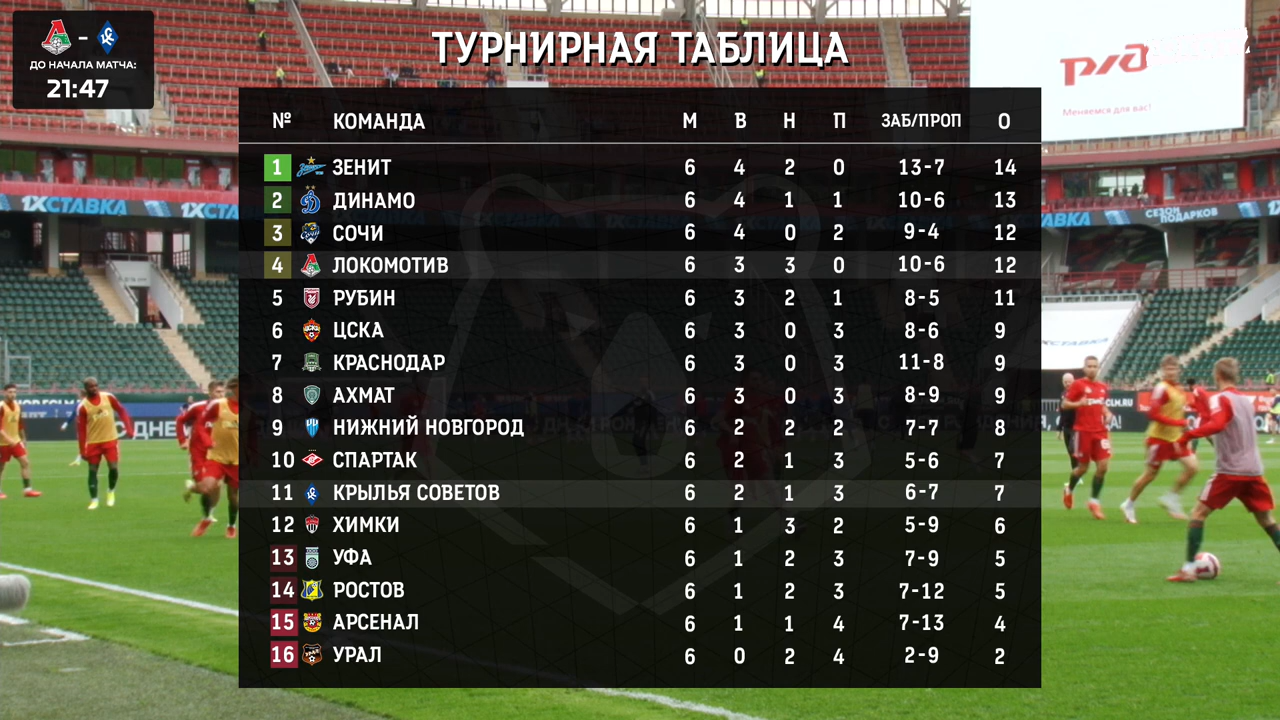 ДО НАЧАЛА МАТЧА:
21:47
ТУРНИРНАЯ ТАБЛИЦА
РЖД
Меняемся для вас!
№ КОМАНДА М В Н П ЗАБ/ПРОП О
1 ЗЕНИТ 6 4 2 0 13-7 14
2 ДИНАМО 6 4 1 1 10-6 13
3 СОЧИ 6 4 0 2 9-4 12
4 ЛОКОМОТИВ 6 3 3 0 10-6 12
5 РУБИН 6 3 2 1 8-5 11
6 ЦСКА 6 3 0 3 8-6 9
7 КРАСНОДАР 6 3 0 3 11-8 9
8 АХМАТ 6 3 0 3 8-9 9
9 НИЖНИЙ НОВГОРОД 6 2 2 2 7-7 8
10 СПАРТАК 6 2 1 3 5-6 7
11 КРЫЛЬЯ СОВЕТОВ 6 2 1 3 6-7 7
12 ХИМКИ 6 1 3 2 5-9 6
13 УФА 6 1 2 3 7-9 5
14 РОСТОВ 6 1 2 3 7-12 5
15 АРСЕНАЛ 6 1 1 4 7-13 4
16 УРАЛ 6 0 2 4 2-9 2
1XСТАВКА
1XСТАВКА
СЕЗОН ПОДАРКОВ